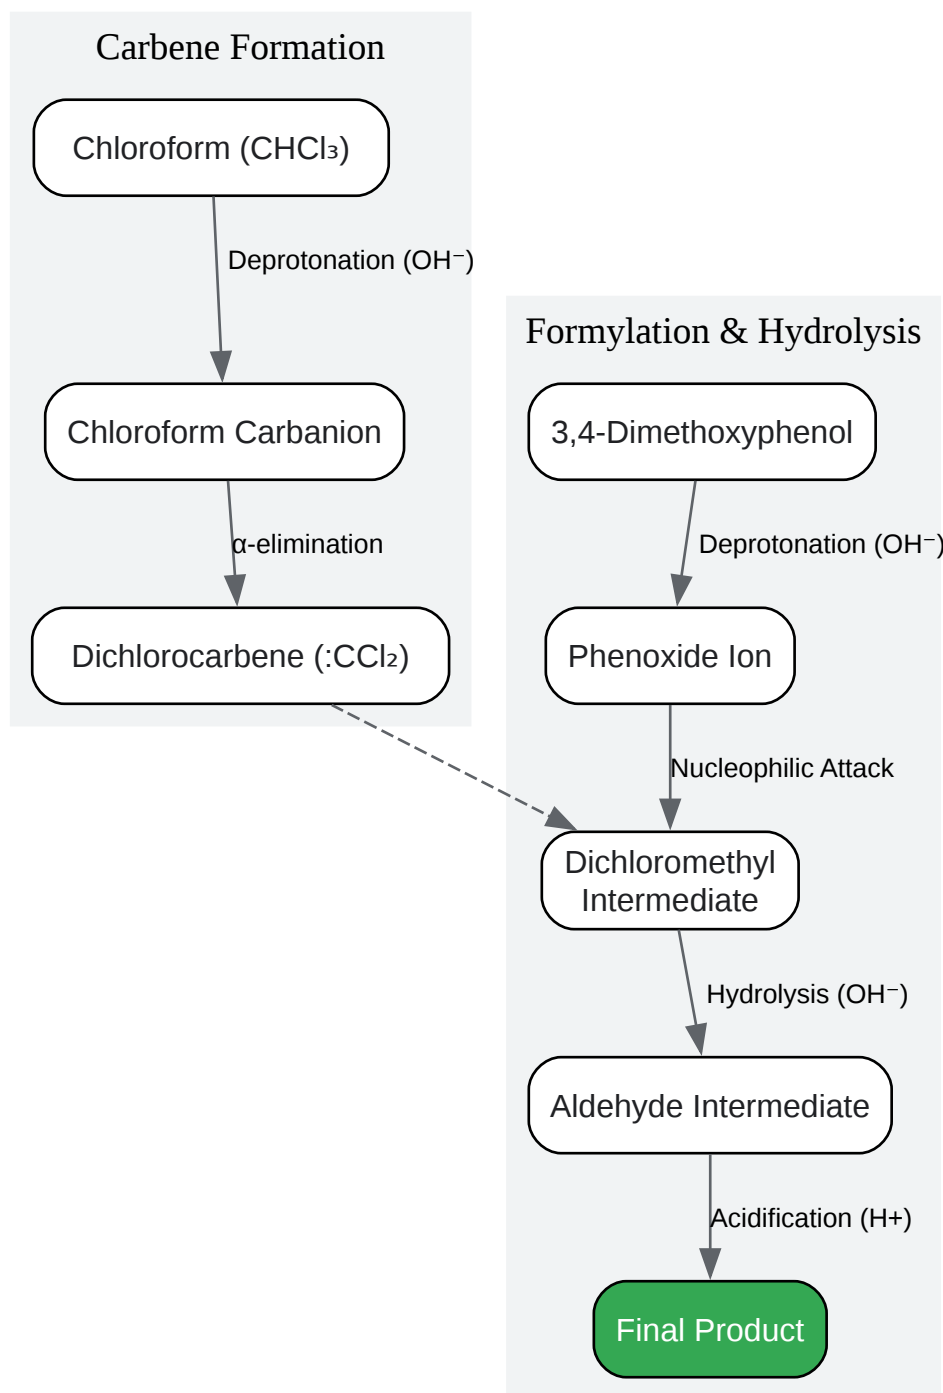 Carbene Formation
Chloroform (CHCl₃)
Deprotonation (OH⁻)
Chloroform Carbanion
α-elimination
Dichlorocarbene (:CCl₂)
Formylation & Hydrolysis
3,4-Dimethoxyphenol
Deprotonation (OH⁻)
Phenoxide Ion
Nucleophilic Attack
Dichloromethyl
Intermediate
Hydrolysis (OH⁻)
Aldehyde Intermediate
Acidification (H+)
Final Product